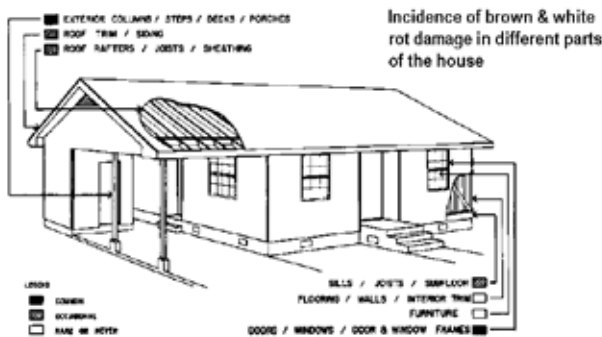 EXTERIOR COLUMNS / STEPS / DECKS / PORCHES
ROOF TRIM / SIDING
ROOF RAFTERS / JOISTS / SHEATHING
Incidence of brown & white
rot damage in different parts
of the house
LEGEND
COMMON
OCCASIONAL
RARE OR NEVER
SILLS / JOISTS / SUBFLOOR
FLOORING / WALLS / INTERIOR TRIM
FURNITURE
DOORS / WINDOWS / DOOR & WINDOW FRAMES